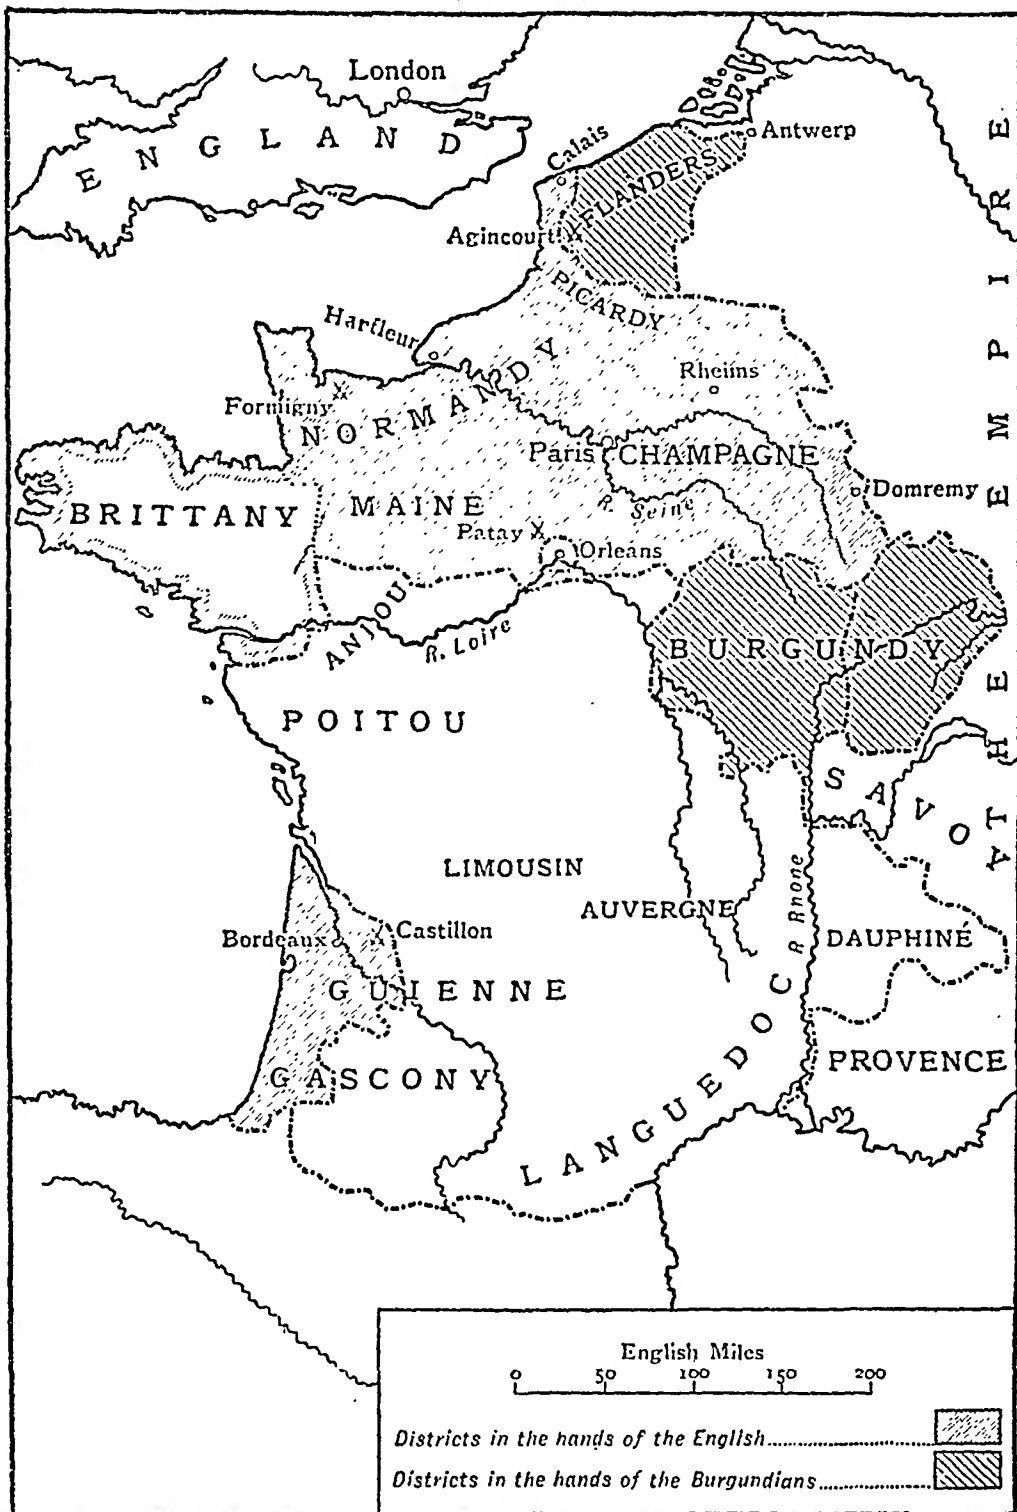 London
ENGLAND
Antwerp
Calais
FLANDERS
Agincourt
PICARDY
Harfleur
Rheims
Formigny
NORMANDY
Paris
CHAMPAGNE
Domremy
BRITTANY
MAINE
R. Seine
Patay
Orleans
ANJOU
R. Loire
BURGUNDY
POITOU
SAVOY
THE EMPIRE
LIMOUSIN
AUVERGNE
R Rhone
Bordeaux
Castillon
DAUPHINÉ
GUIENNE
GASCONY
PROVENCE
LANGUEDOC
English Miles
0 50 100 150 200
Districts in the hands of the English
Districts in the hands of the Burgundians